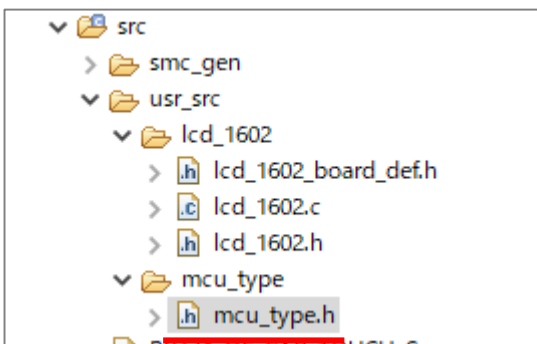 src
smc_gen
usr_src
lcd_1602
.h lcd_1602_board_def.h
.c lcd_1602.c
.h lcd_1602.h
mcu_type
.h mcu_type.h